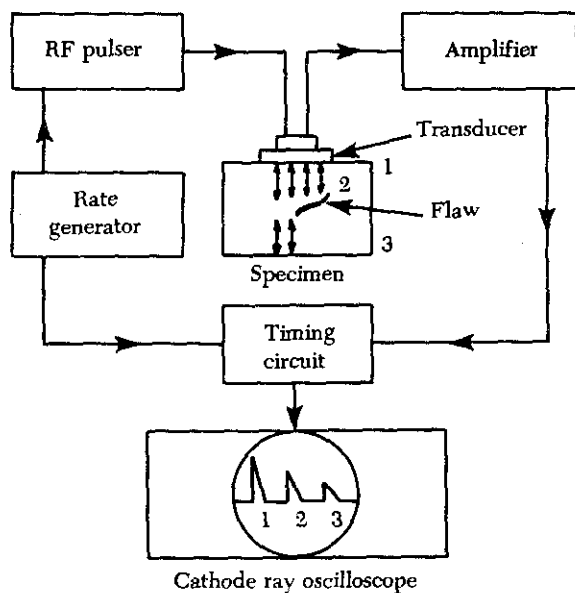 RF pulser
Amplifier
Transducer
1
2
Rate
generator
Flaw
3
Specimen
Timing
circuit
1 2 3
Cathode ray oscilloscope